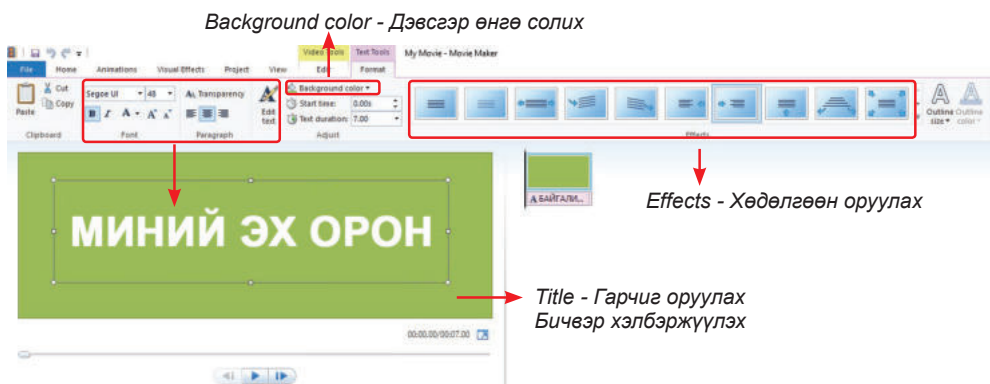 Background color - Дэвсгэр өнгө солих
Video Tools Text Tools My Movie - Movie Maker
File Home Animations Visual Effects Project View Edit Format
Paste Cut Copy
Clipboard
Segoe UI 48 A Transparency
B I A A A
Edit text
Font Paragraph
Background color
Start time: 0.00s
Text duration: 7.00
Adjust
Effects
Outline size Outline color
МИНИЙ ЭХ ОРОН
A БАЙГАЛИ...
Effects - Хөдөлгөөн оруулах
Title - Гарчиг оруулах
Бичвэр хэлбэржүүлэх
00:00.00/00:07.00